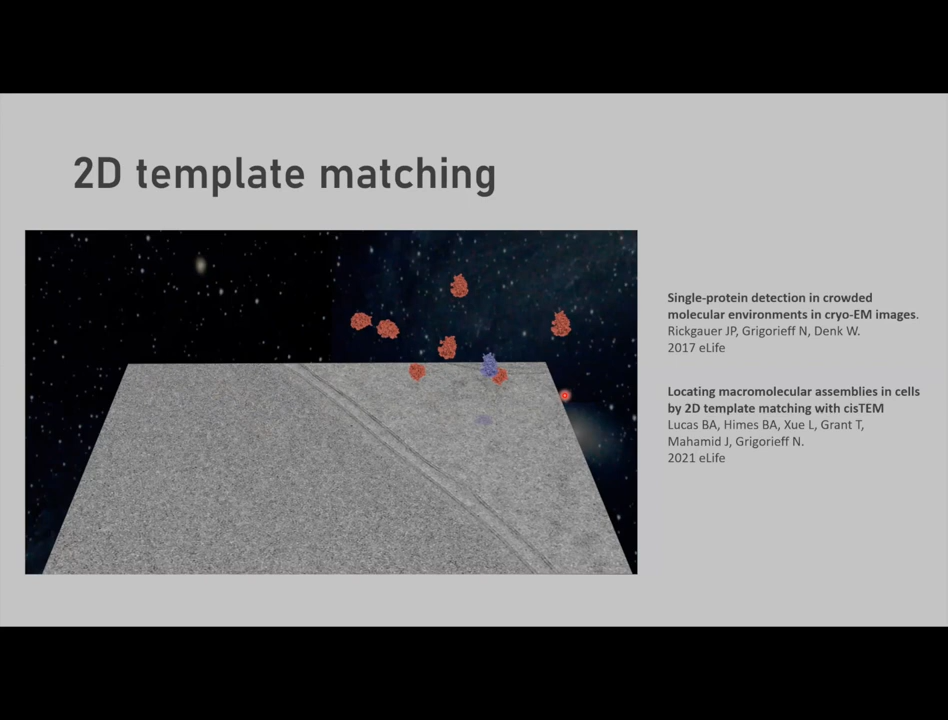 2D template matching
Single-protein detection in crowded
molecular environments in cryo-EM images.
Rickgauer JP, Grigorieff N, Denk W.
2017 eLife
Locating macromolecular assemblies in cells
by 2D template matching with cisTEM
Lucas BA, Himes BA, Xue L, Grant T,
Mahamid J, Grigorieff N.
2021 eLife